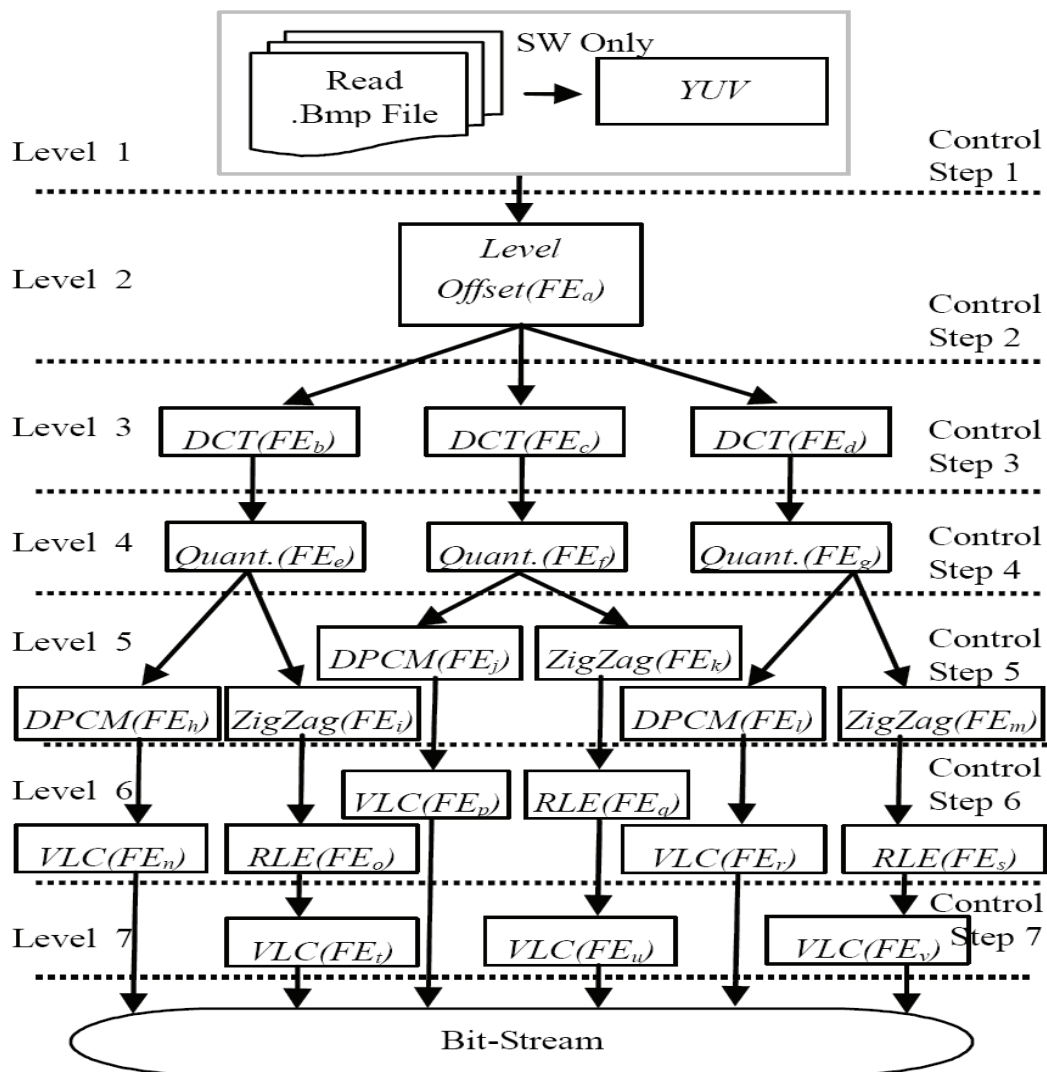 SW Only
Read
.Bmp File
YUV
Level 1
Control
Step 1
Level
Offset(FEa)
Level 2
Control
Step 2
Level 3
DCT(FEb)
DCT(FEc)
DCT(FEd)
Control
Step 3
Level 4
Quant.(FEe)
Quant.(FEf)
Quant.(FEg)
Control
Step 4
Level 5
DPCM(FEj)
ZigZag(FEk)
Control
Step 5
DPCM(FEh)
ZigZag(FEi)
DPCM(FEl)
ZigZag(FEm)
Level 6
VLC(FEp)
RLE(FEq)
Control
Step 6
VLC(FEn)
RLE(FEo)
VLC(FEr)
RLE(FEs)
Level 7
VLC(FEt)
VLC(FEu)
VLC(FEv)
Control
Step 7
Bit-Stream